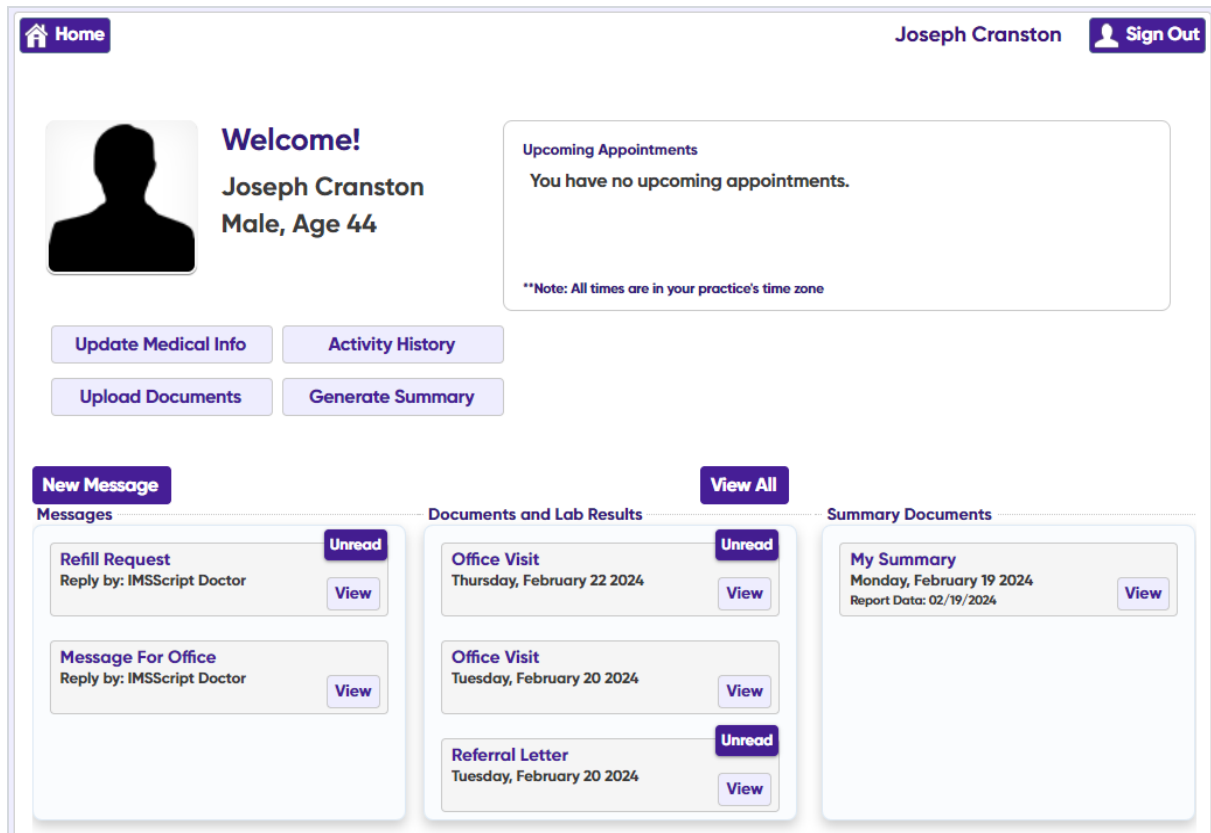 Home
Joseph Cranston
Sign Out
Welcome!
Joseph Cranston
Male, Age 44
Upcoming Appointments
You have no upcoming appointments.
**Note: All times are in your practice's time zone
Update Medical Info
Activity History
Upload Documents
Generate Summary
New Message
View All
Messages
Unread
Refill Request
Reply by: IMSScript Doctor
View
Message For Office
Reply by: IMSScript Doctor
View
Documents and Lab Results
Unread
Office Visit
Thursday, February 22 2024
View
Office Visit
Tuesday, February 20 2024
View
Unread
Referral Letter
Tuesday, February 20 2024
View
Summary Documents
My Summary
Monday, February 19 2024
Report Data: 02/19/2024
View